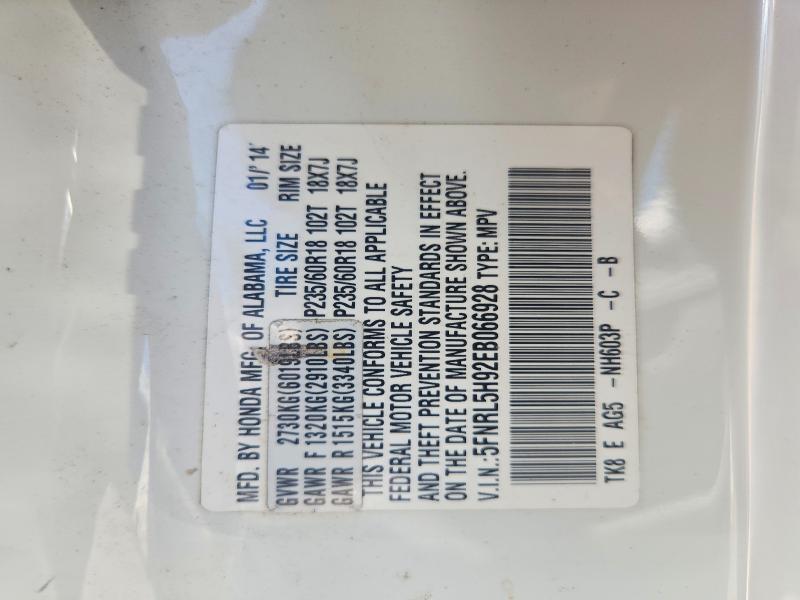 MFD. BY HONDA MFG. OF ALABAMA, LLC 01/'14'
GVWR 2730KG(6019LBS) TIRE SIZE RIM SIZE
GAWR F 1320KG(2910LBS) P235/60R18 102T 18X7J
GAWR R 1515KG(3340LBS) P235/60R18 102T 18X7J
THIS VEHICLE CONFORMS TO ALL APPLICABLE
FEDERAL MOTOR VEHICLE SAFETY
AND THEFT PREVENTION STANDARDS IN EFFECT
ON THE DATE OF MANUFACTURE SHOWN ABOVE.
V.I.N.:5FNRL5H92EB066928 TYPE: MPV
TK8 E AG5 -NH603P -C -B